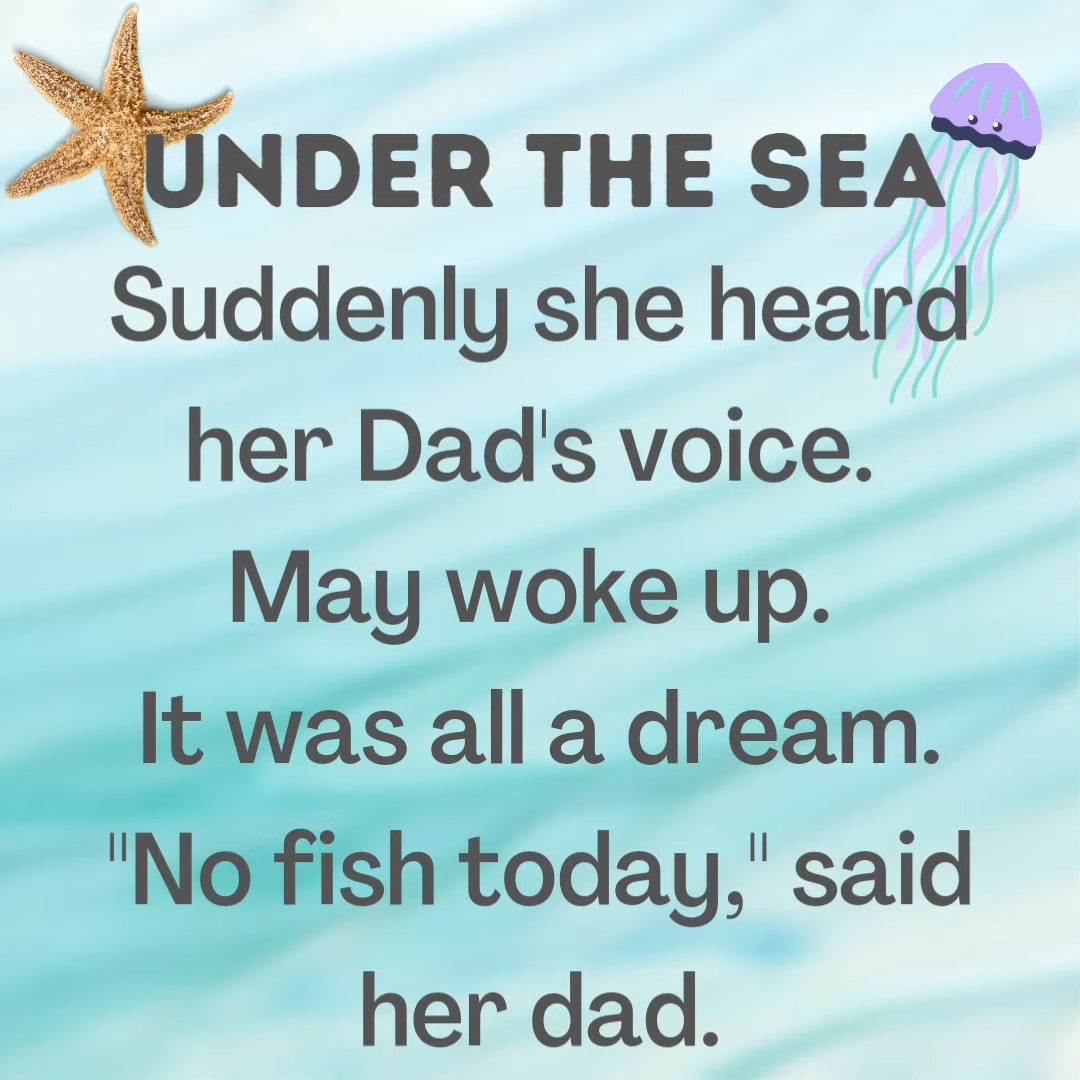 UNDER THE SEA
Suddenly she heard
her Dad's voice.
May woke up.
It was all a dream.
"No fish today," said
her dad.